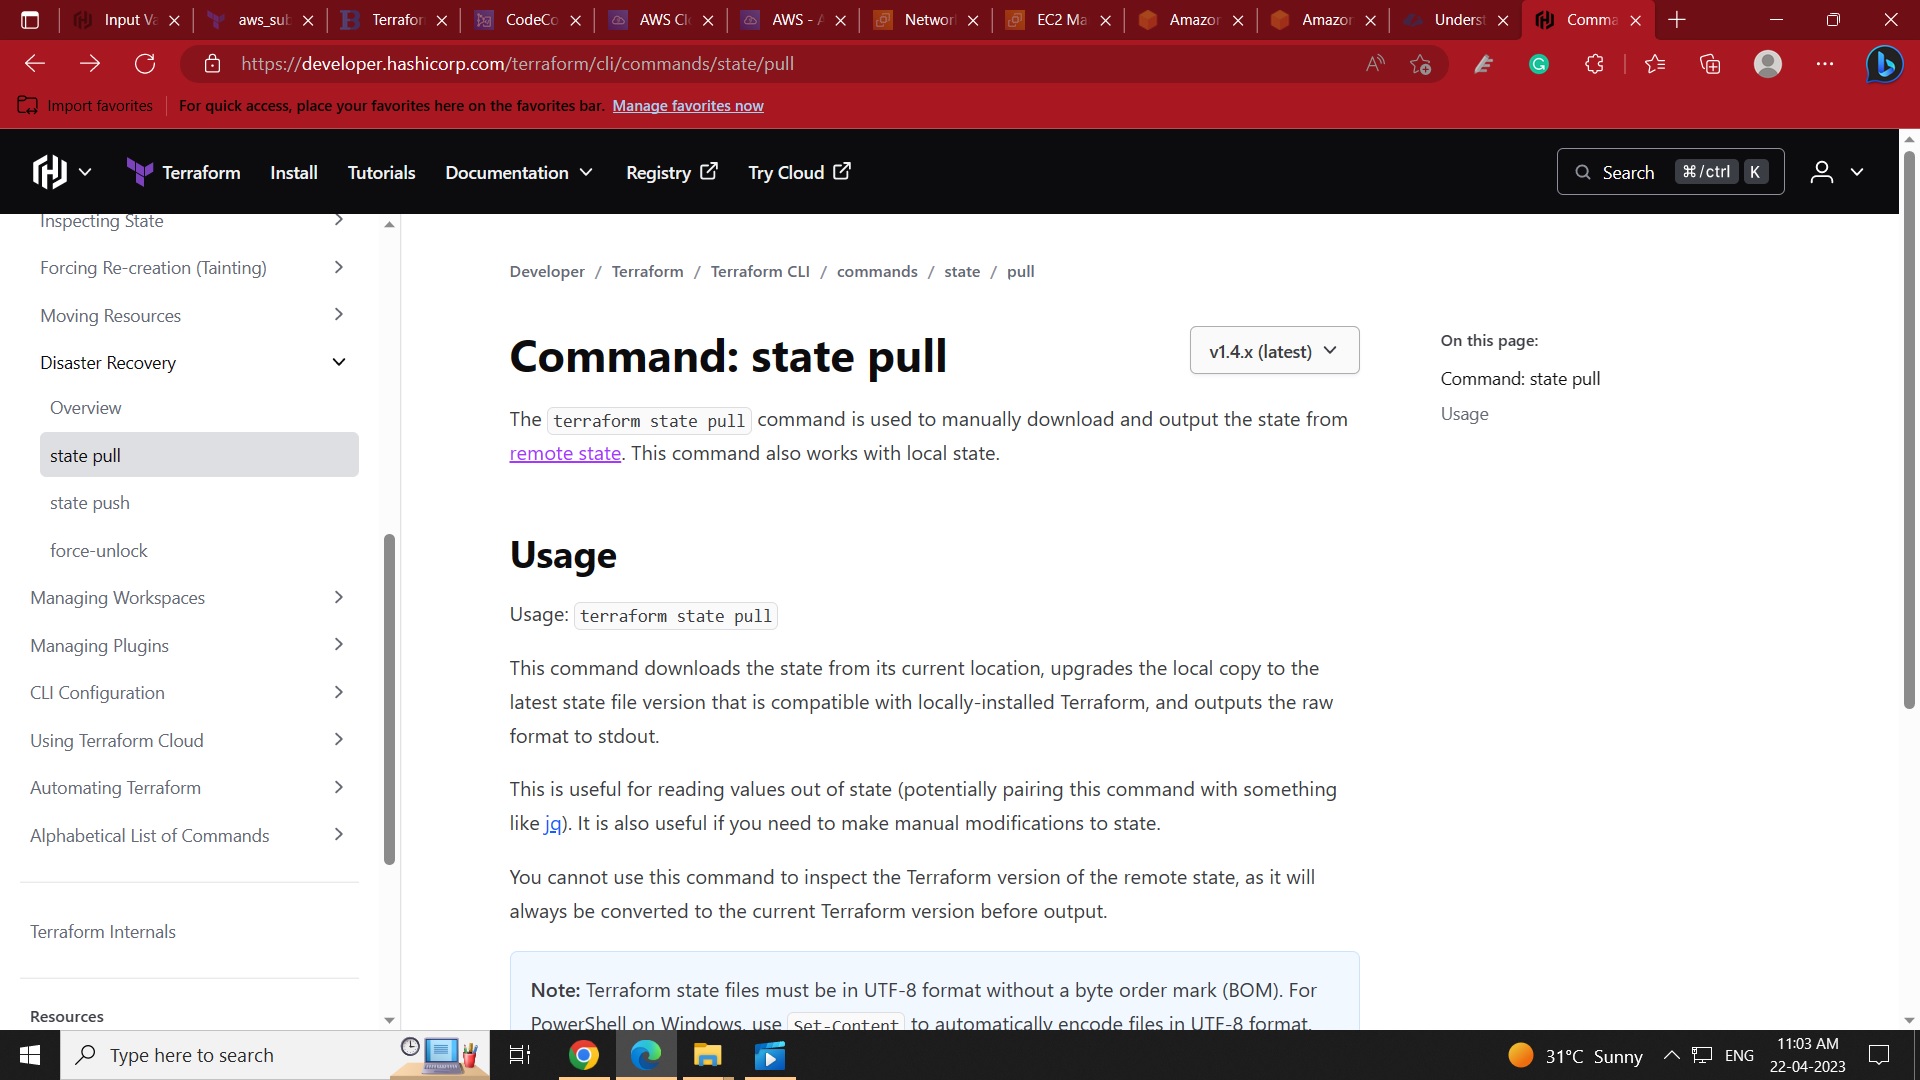 Input Va
aws_sub
Terrafor
CodeCo
AWS Cl
AWS - A
Networ
EC2 Ma
Amazor
Amazor
Underst
Comma
https://developer.hashicorp.com/terraform/cli/commands/state/pull
Import favorites
For quick access, place your favorites here on the favorites bar. Manage favorites now
Terraform
Install
Tutorials
Documentation
Registry
Try Cloud
Search
⌘/ctrl
K
Inspecting State
Forcing Re-creation (Tainting)
Moving Resources
Disaster Recovery
Overview
state pull
state push
force-unlock
Managing Workspaces
Managing Plugins
CLI Configuration
Using Terraform Cloud
Automating Terraform
Alphabetical List of Commands
Terraform Internals
Resources
Developer / Terraform / Terraform CLI / commands / state / pull
Command: state pull
v1.4.x (latest)
The terraform state pull command is used to manually download and output the state from
remote state. This command also works with local state.
Usage
Usage: terraform state pull
This command downloads the state from its current location, upgrades the local copy to the
latest state file version that is compatible with locally-installed Terraform, and outputs the raw
format to stdout.
This is useful for reading values out of state (potentially pairing this command with something
like jq). It is also useful if you need to make manual modifications to state.
You cannot use this command to inspect the Terraform version of the remote state, as it will
always be converted to the current Terraform version before output.
Note: Terraform state files must be in UTF-8 format without a byte order mark (BOM). For
PowerShell on Windows, use Set-Content to automatically encode files in UTF-8 format.
On this page:
Command: state pull
Usage
Type here to search
31°C Sunny
ENG
11:03 AM
22-04-2023